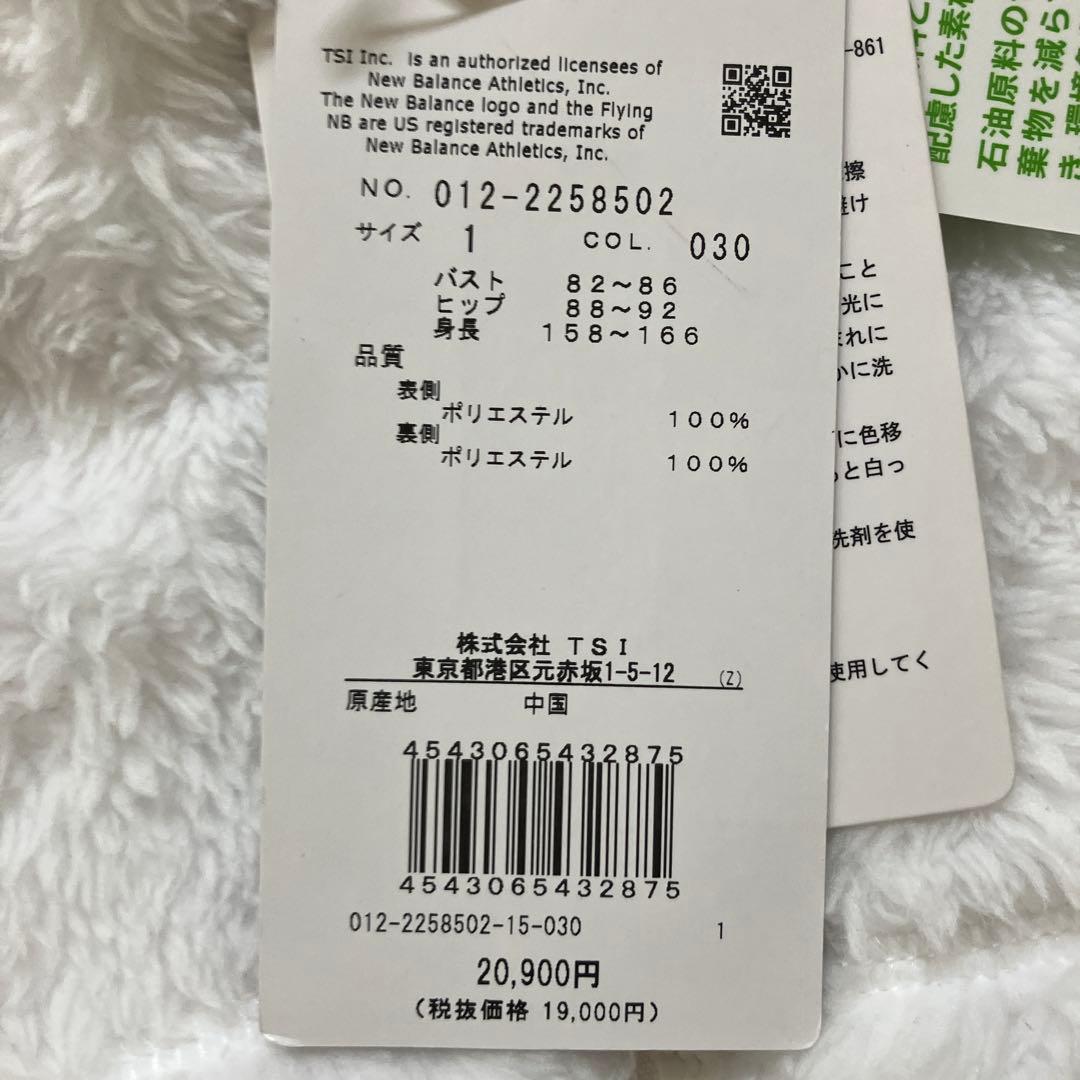 TSI Inc. is an authorized licensees of
New Balance Athletics, Inc.
The New Balance logo and the Flying
NB are US registered trademarks of
New Balance Athletics, Inc.
NO. 012-2258502
サイズ 1 COL. 030
バスト 82～86
ヒップ 88～92
身長 158～166
品質
表側
ポリエステル 100%
裏側
ポリエステル 100%
株式会社 TSI
東京都港区元赤坂1-5-12 (Z)
原産地 中国
4543065432875
4543065432875
012-2258502-15-030 1
20,900円
(税抜価格 19,000円)
-861
擦
避け
こと
光に
まれに
かに洗
に色移
ると白っ
洗剤を使
使用してく
配慮した素材
石油原料の
棄物を減らす